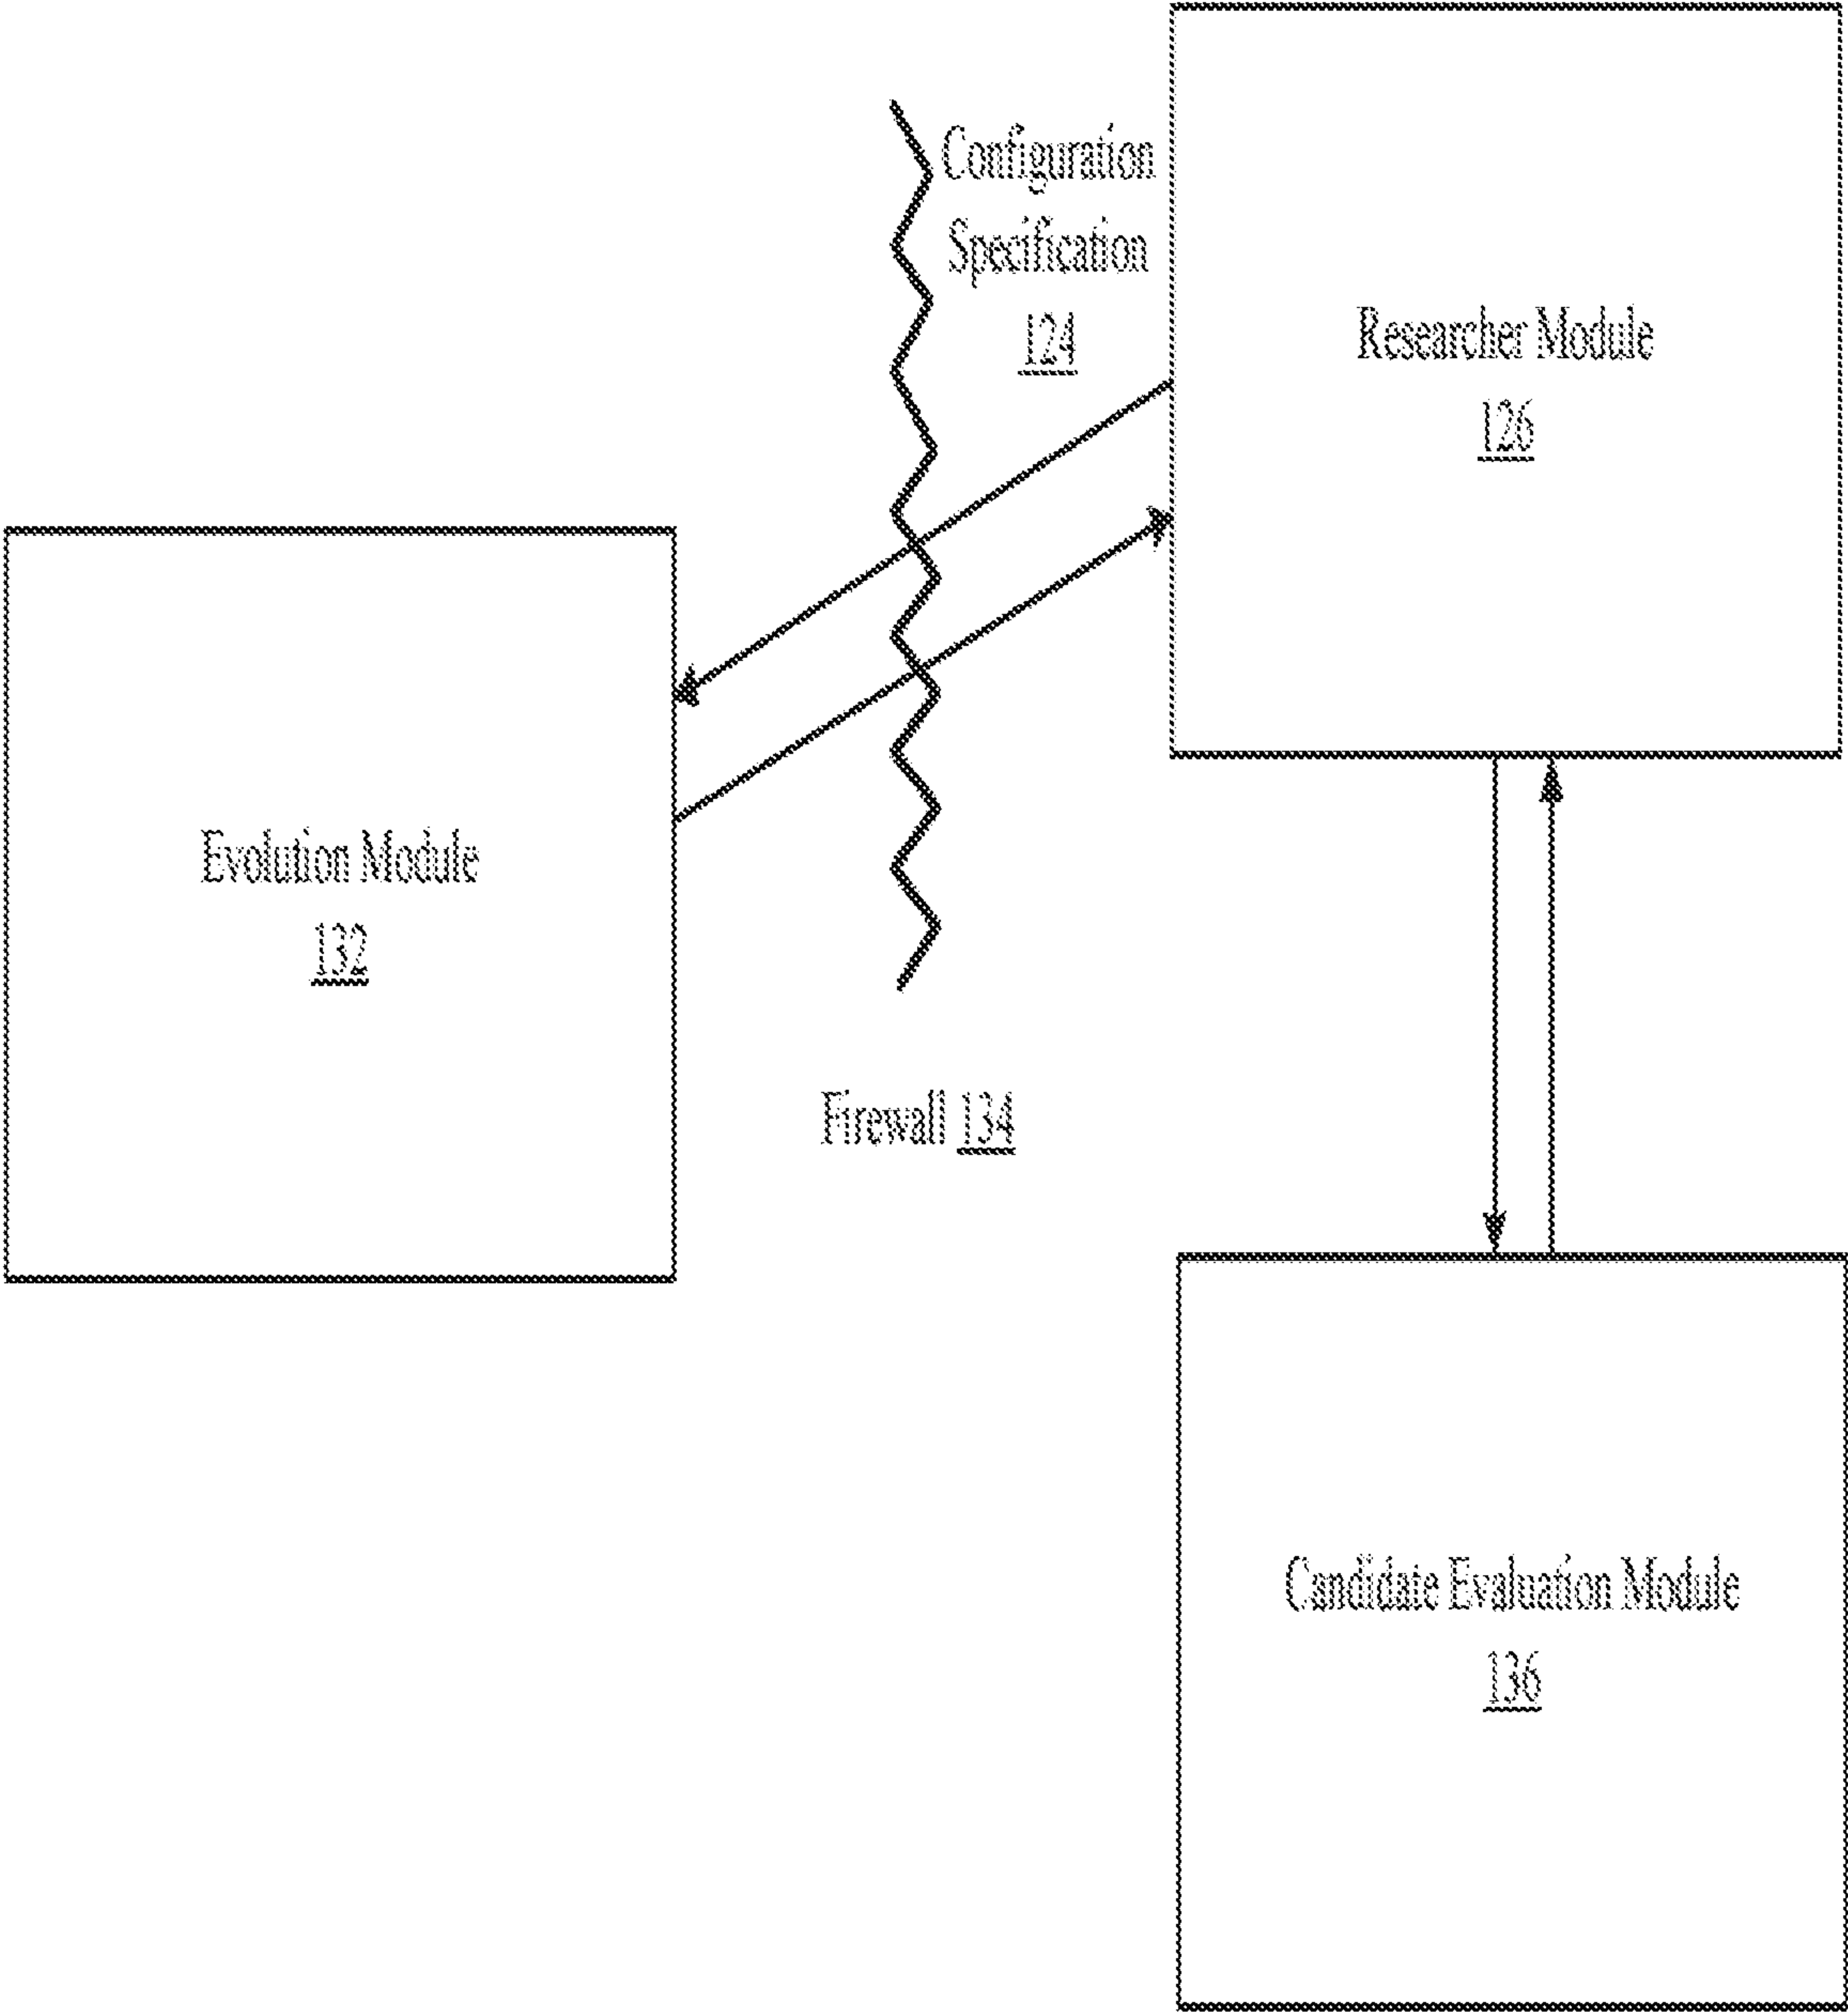 Configuration
Specification
124
Researcher Module
126
Evolution Module
132
Firewall 134
Candidate Evaluation Module
136